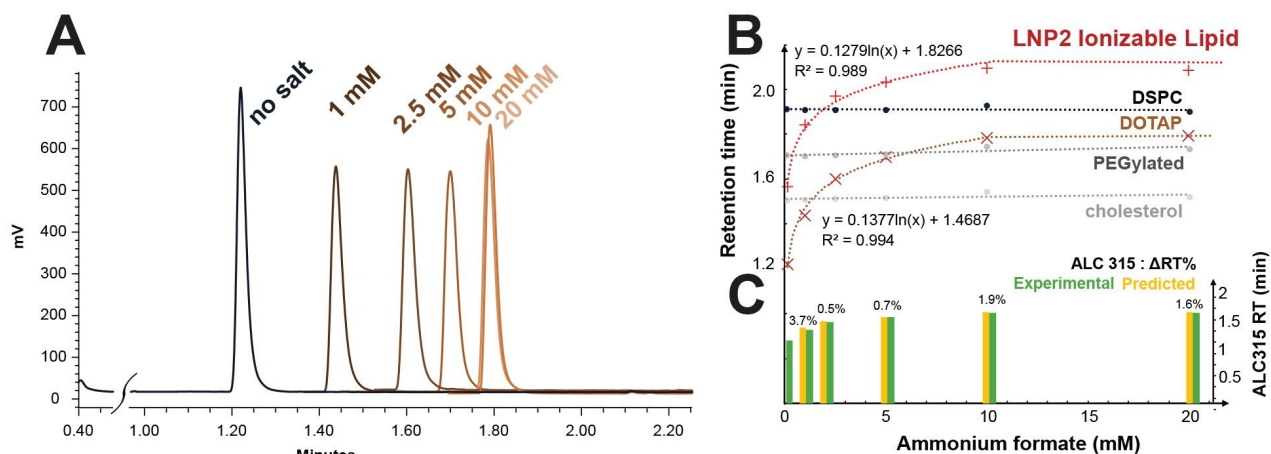 A
no salt
1 mM
2.5 mM
5 mM
10 mM
20 mM
700
600
500
400
300
200
100
0
mV
0.40 1.00 1.20 1.40 1.60 1.80 2.00 2.20
Minutes
B
y = 0.1279ln(x) + 1.8266
R² = 0.989
LNP2 Ionizable Lipid
DSPC
DOTAP
PEGylated
cholesterol
y = 0.1377ln(x) + 1.4687
R² = 0.994
2.0
1.6
1.2
Retention time (min)
C
ALC 315 : ΔRT%
Experimental Predicted
3.7% 0.5% 0.7% 1.9% 1.6%
2
1.5
1
0.5
ALC315 RT (min)
0 5 10 15 20
Ammonium formate (mM)